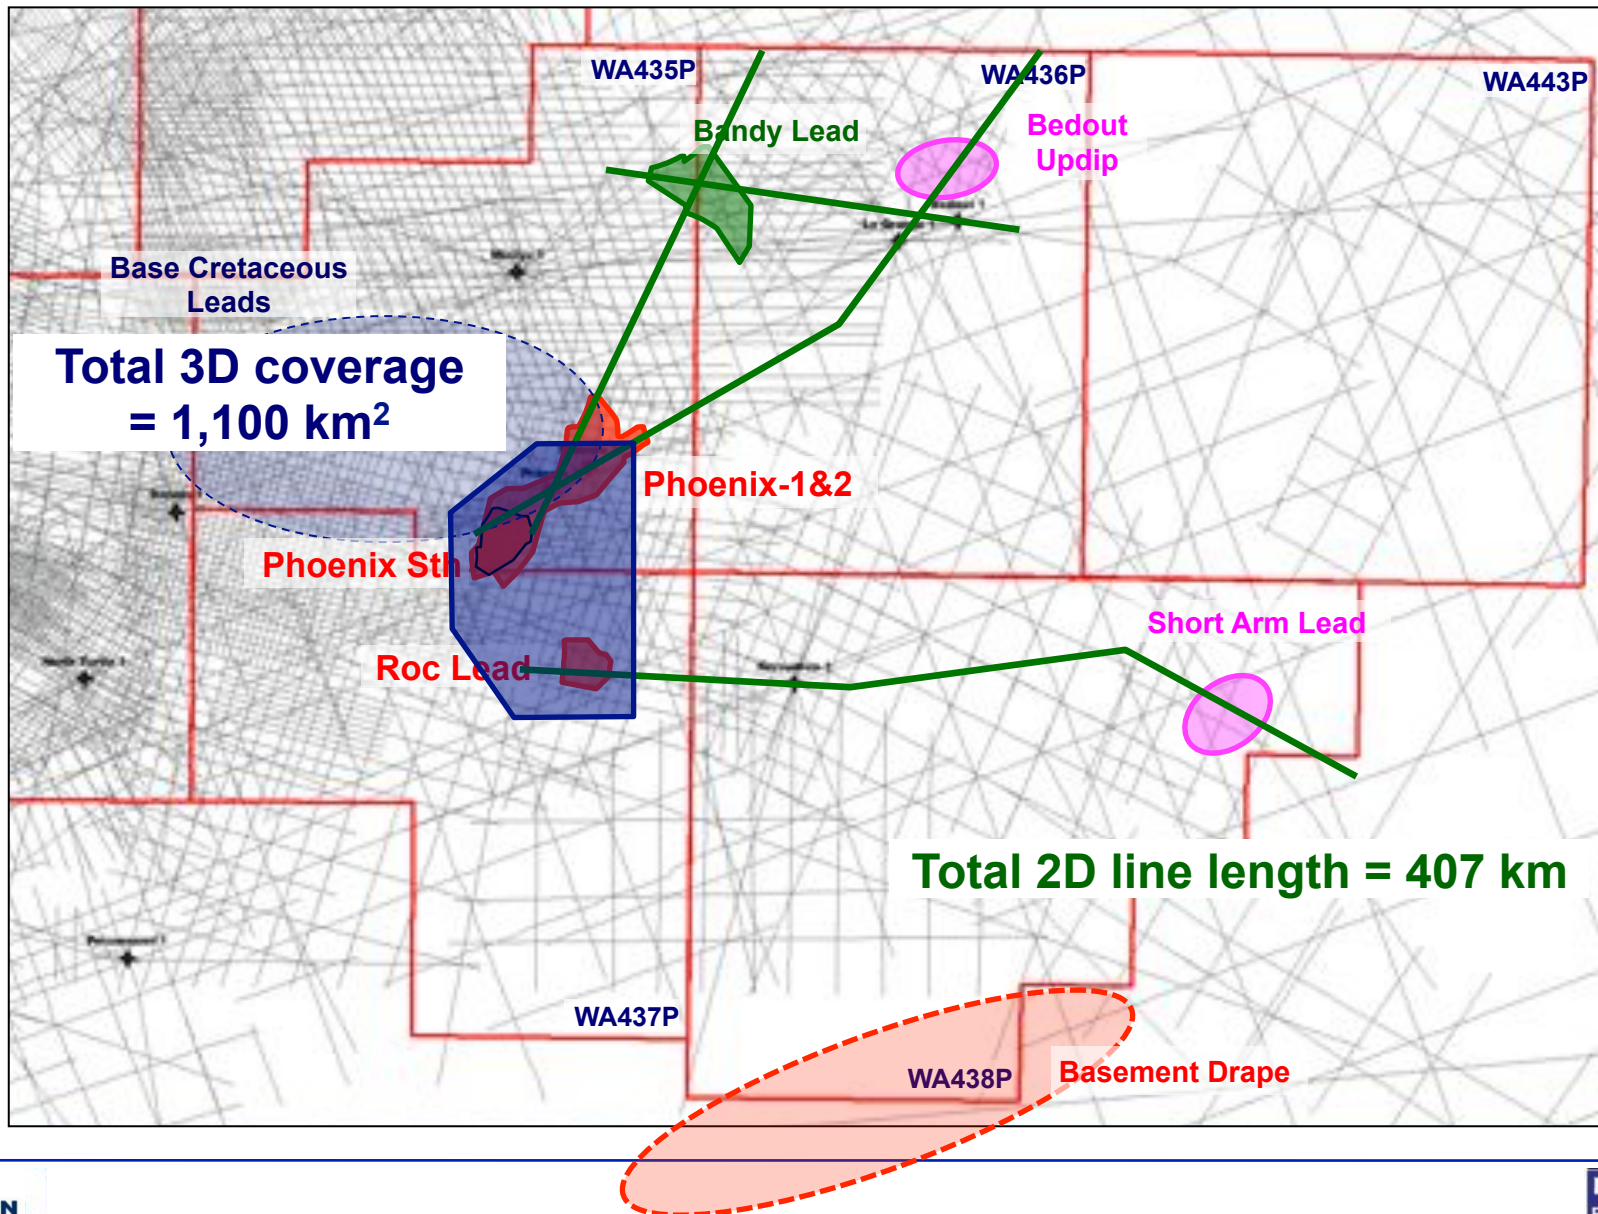 WA435P
WA436P
WA443P
Bandy Lead
Bedout
Updip
Base Cretaceous
Leads
Total 3D coverage
= 1,100 km²
Phoenix-1&2
Phoenix Sth
Short Arm Lead
Roc Lead
Total 2D line length = 407 km
WA437P
WA438P
Basement Drape
N